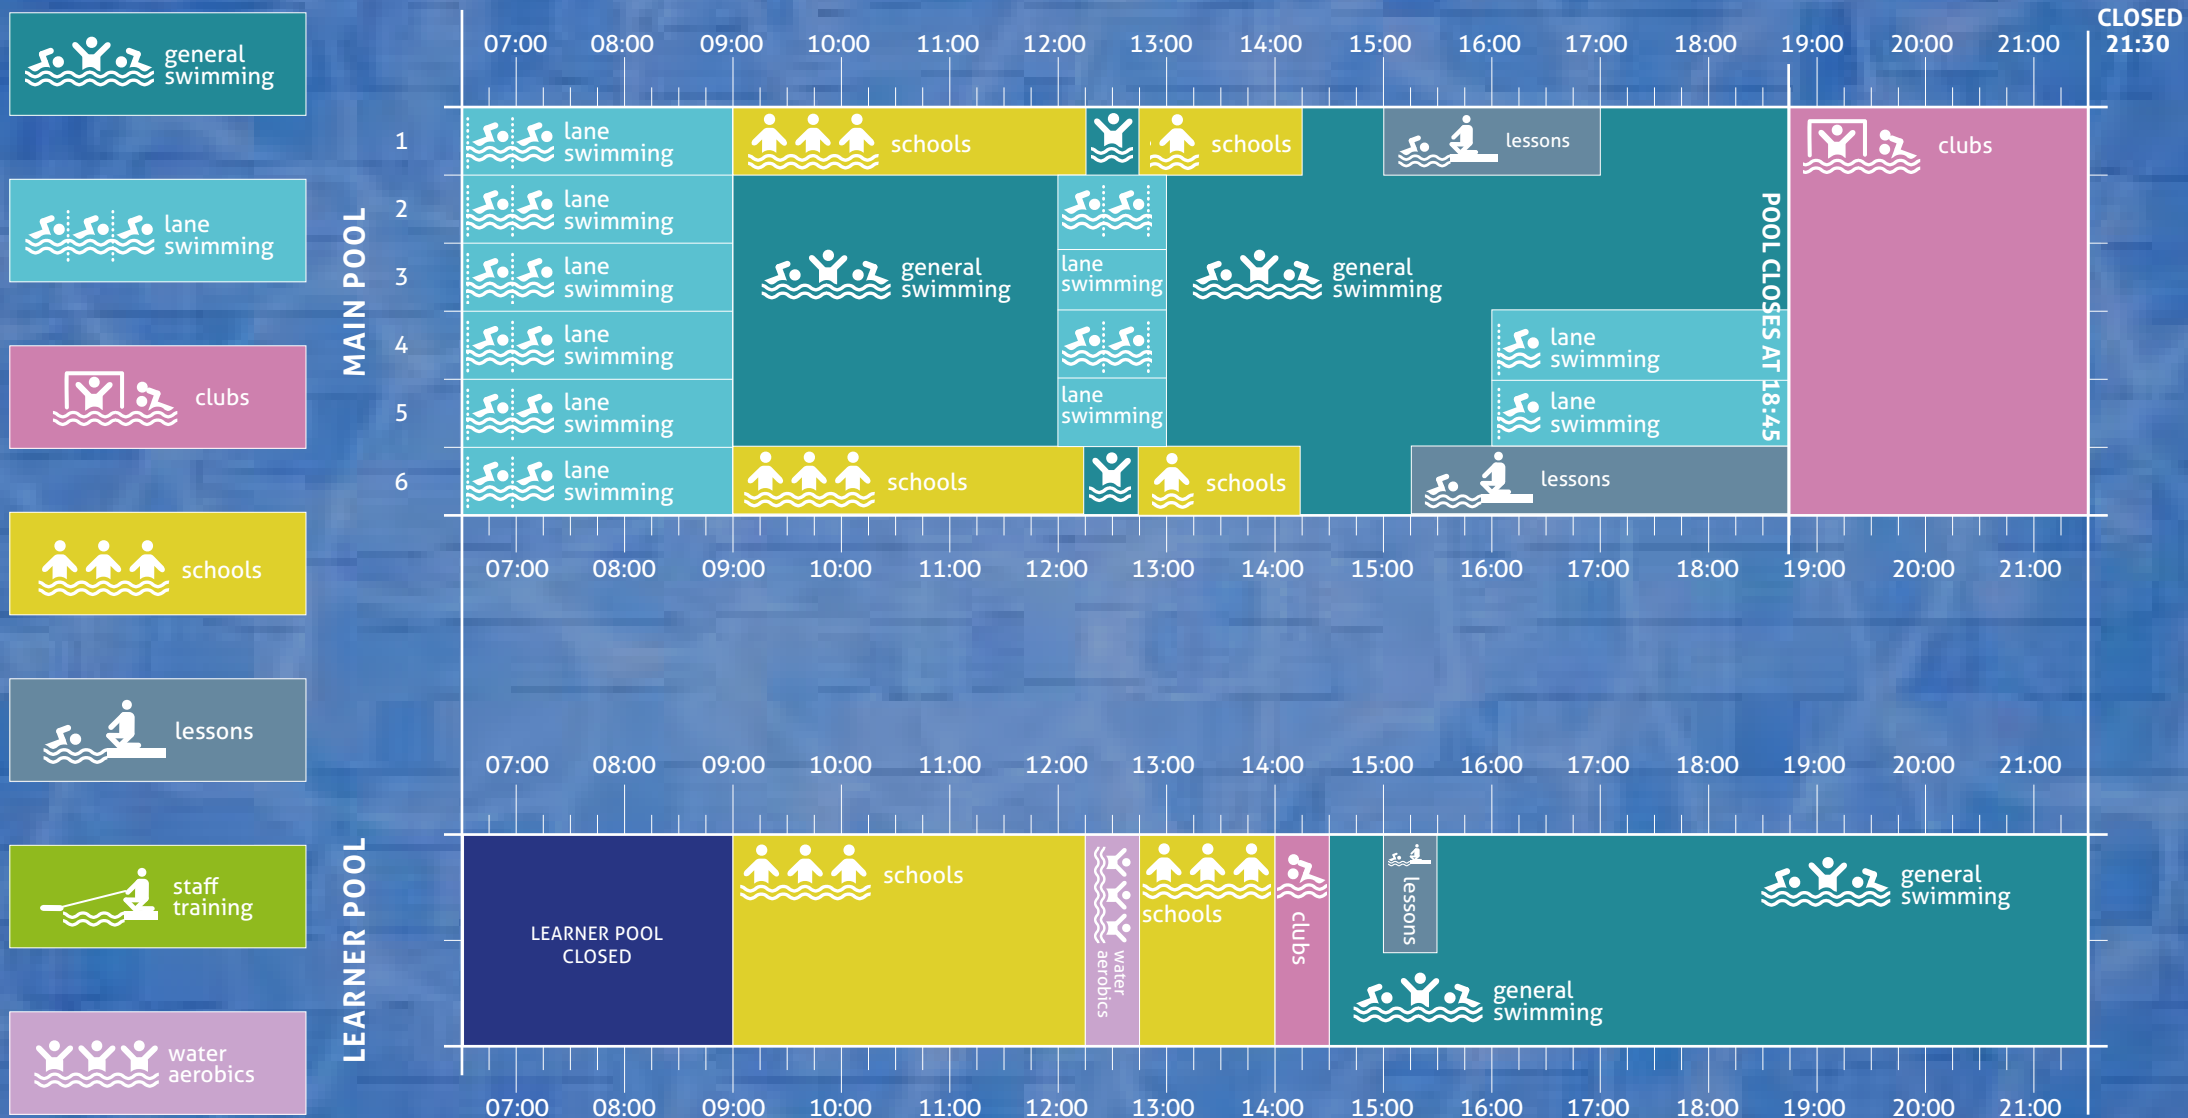 general
swimming
lane
swimming
clubs
schools
lessons
staff
training
water
aerobics
MAIN POOL
07:00 08:00 09:00 10:00 11:00 12:00 13:00 14:00 15:00 16:00 17:00 18:00 19:00 20:00 21:00
CLOSED
21:30
1
lane
swimming
schools
schools
lessons
clubs
2
lane
swimming
3
lane
swimming
general
swimming
lane
swimming
general
swimming
POOL CLOSES AT 18:45
4
lane
swimming
lane
swimming
5
lane
swimming
lane
swimming
lane
swimming
6
lane
swimming
schools
schools
lessons
07:00 08:00 09:00 10:00 11:00 12:00 13:00 14:00 15:00 16:00 17:00 18:00 19:00 20:00 21:00
LEARNER POOL
07:00 08:00 09:00 10:00 11:00 12:00 13:00 14:00 15:00 16:00 17:00 18:00 19:00 20:00 21:00
LEARNER POOL
CLOSED
schools
water
aerobics
schools
clubs
lessons
general
swimming
general
swimming
07:00 08:00 09:00 10:00 11:00 12:00 13:00 14:00 15:00 16:00 17:00 18:00 19:00 20:00 21:00